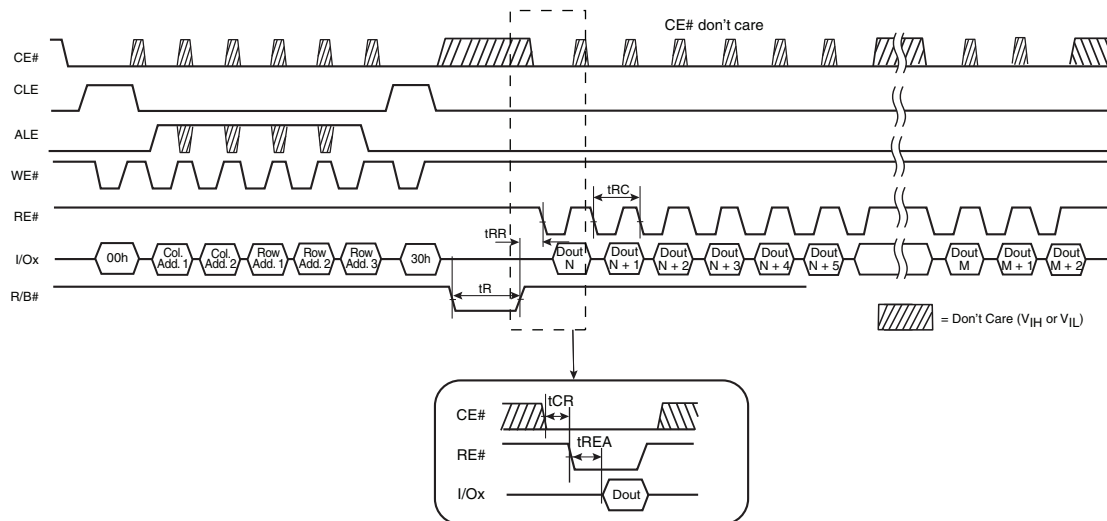 CE# don't care
CE#
CLE
ALE
WE#
RE#
tRC
tRR
I/Ox
00h
Col. Add. 1
Col. Add. 2
Row Add. 1
Row Add. 2
Row Add. 3
30h
Dout N
Dout N + 1
Dout N + 2
Dout N + 3
Dout N + 4
Dout N + 5
Dout M
Dout M + 1
Dout M + 2
R/B#
tR
= Don't Care (VIH or VIL)
CE#
tCR
RE#
tREA
I/Ox
Dout